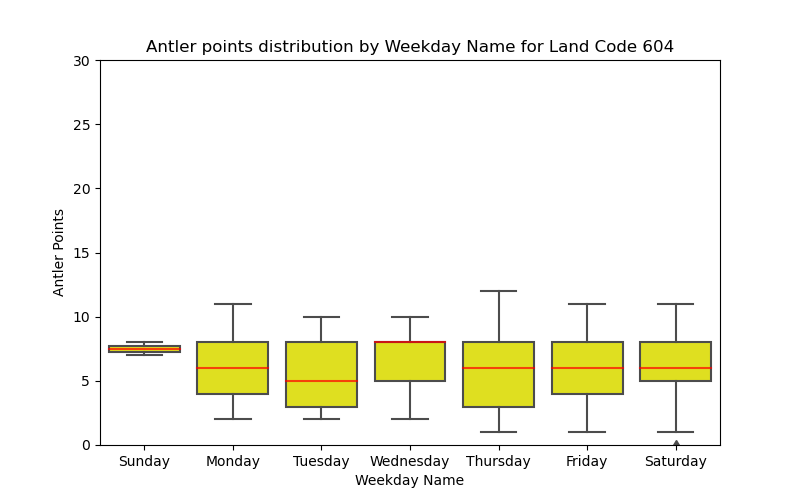 Antler points distribution by Weekday Name for Land Code 604
30
25
20
15
10
5
0
Antler Points
Sunday Monday Tuesday Wednesday Thursday Friday Saturday
Weekday Name